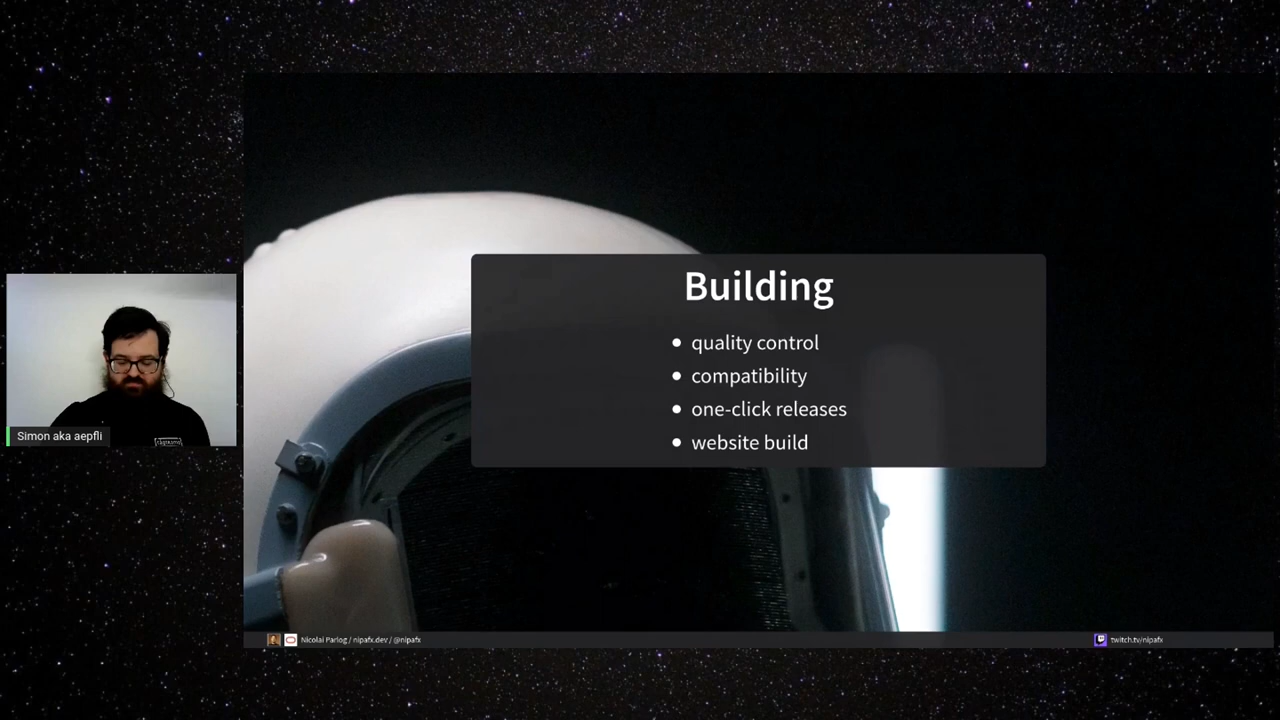 Building
quality control
compatibility
one-click releases
website build
Simon aka aepfli
Nicolai Parlog / nipafx.dev / @nipafx
twitch.tv/nipafx